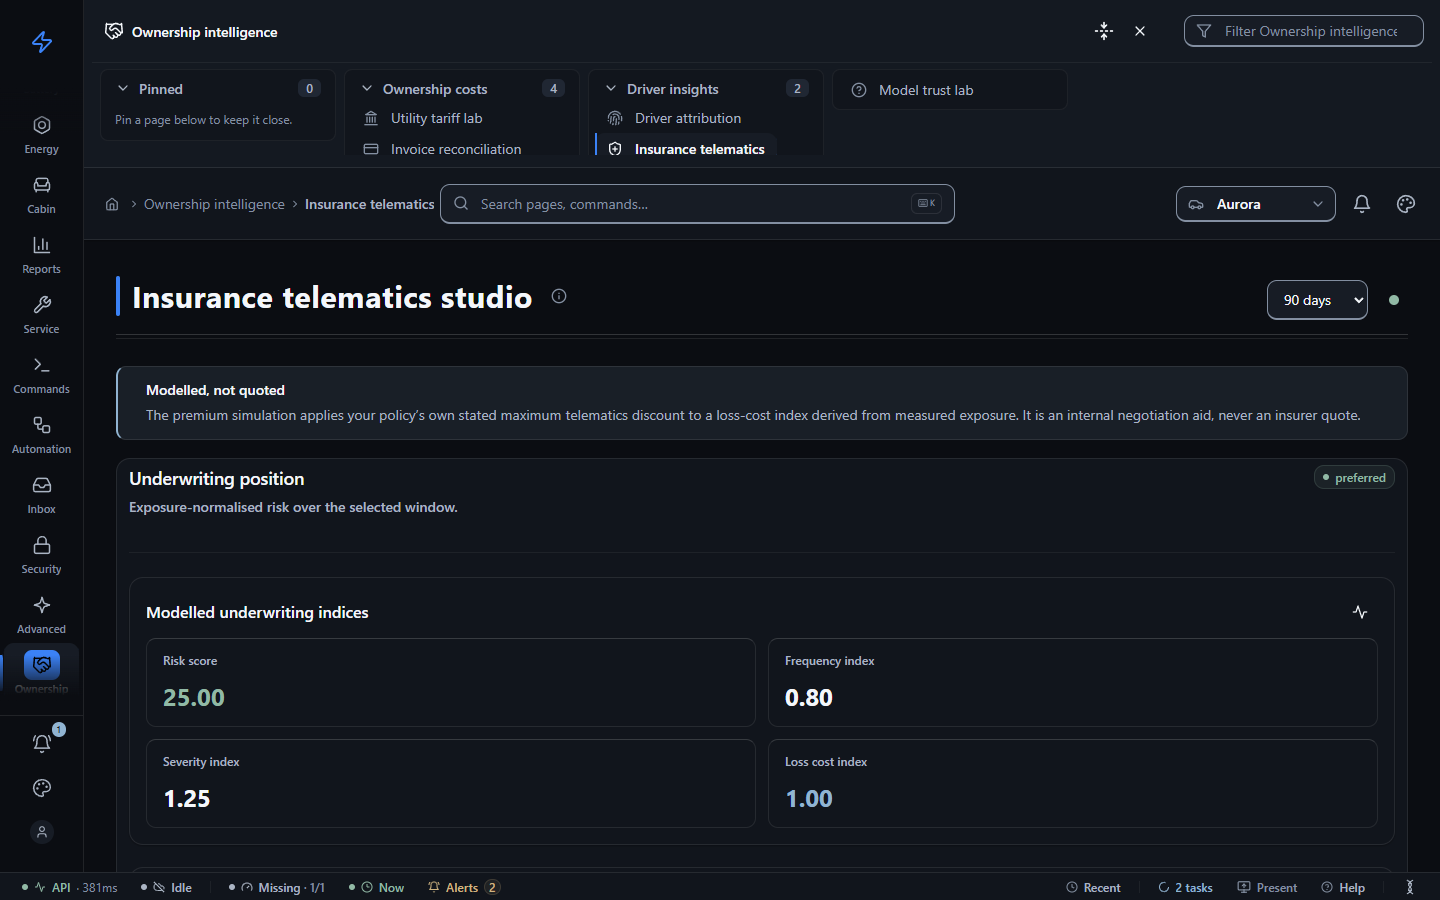 Ownership intelligence
Filter Ownership intelligence
Pinned 0
Pin a page below to keep it close.
Ownership costs 4
Utility tariff lab
Invoice reconciliation
Driver insights 2
Driver attribution
Insurance telematics
Model trust lab
Energy
Cabin
Reports
Service
Commands
Automation
Inbox
Security
Advanced
Ownership
1
Ownership intelligence
Insurance telematics
Search pages, commands...
K
Aurora
Insurance telematics studio
90 days
Modelled, not quoted
The premium simulation applies your policy’s own stated maximum telematics discount to a loss-cost index derived from measured exposure. It is an internal negotiation aid, never an insurer quote.
Underwriting position
preferred
Exposure-normalised risk over the selected window.
Modelled underwriting indices
Risk score
25.00
Frequency index
0.80
Severity index
1.25
Loss cost index
1.00
API · 381ms
Idle
Missing · 1/1
Now
Alerts 2
Recent
2 tasks
Present
Help